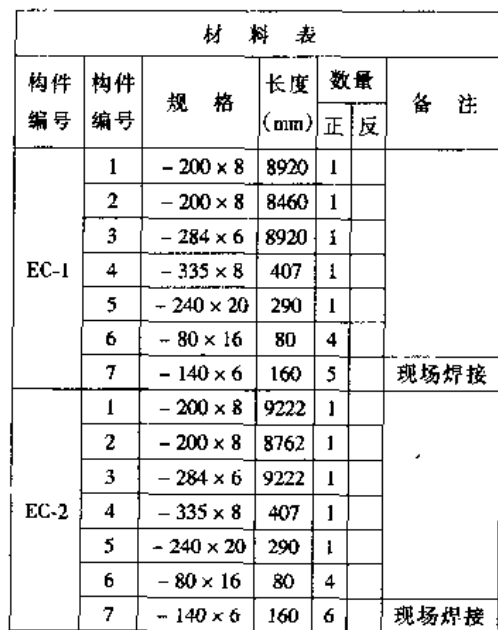 材 料 表
构件编号 构件编号 规 格 长度(mm) 数量 备 注
正 反
EC-1
1 -200×8 8920 1
2 -200×8 8460 1
3 -284×6 8920 1
4 -335×8 407 1
5 -240×20 290 1
6 -80×16 80 4
7 -140×6 160 5 现场焊接
EC-2
1 -200×8 9222 1
2 -200×8 8762 1
3 -284×6 9222 1
4 -335×8 407 1
5 -240×20 290 1
6 -80×16 80 4
7 -140×6 160 6 现场焊接